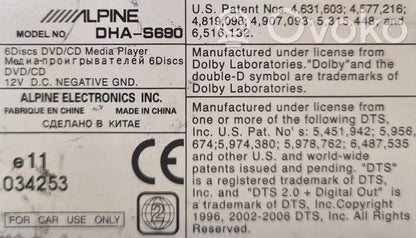 ALPINE
MODEL NO DHA-S690
6Discs DVD/CD Media Player
Медиа-проигрывателей 6Discs
DVD/CD
12V D.C. NEGATIVE GND.
ALPINE ELECTRONICS INC.
FABRIQUE EN CHINE MADE IN CHINA
СДЕЛАНО В КИТАЕ
e11
034253
2
FOR CAR USE ONLY
U.S. Patent Nos. 4,631,603; 4,577,216;
4,819,098; 4,907,093; 5,315,448; and
6,516,132.
Manufactured under license from
Dolby Laboratories. "Dolby" and the
double-D symbol are trademarks of
Dolby Laboratories.
Manufactured under license from
one or more of the following DTS,
Inc. U.S. Pat. No' s: 5,451,942; 5,956,
674; 5,974,380; 5,978,762; 6,487,535
and other U.S. and world-wide
patents issued and pending. "DTS"
is a registered trademark of DTS,
Inc. and "DTS 2.0 + Digital Out" is
a trademark of DTS, Inc. Copyright
1996, 2002-2006 DTS, Inc. All
Rights Reserved.
Ovoko